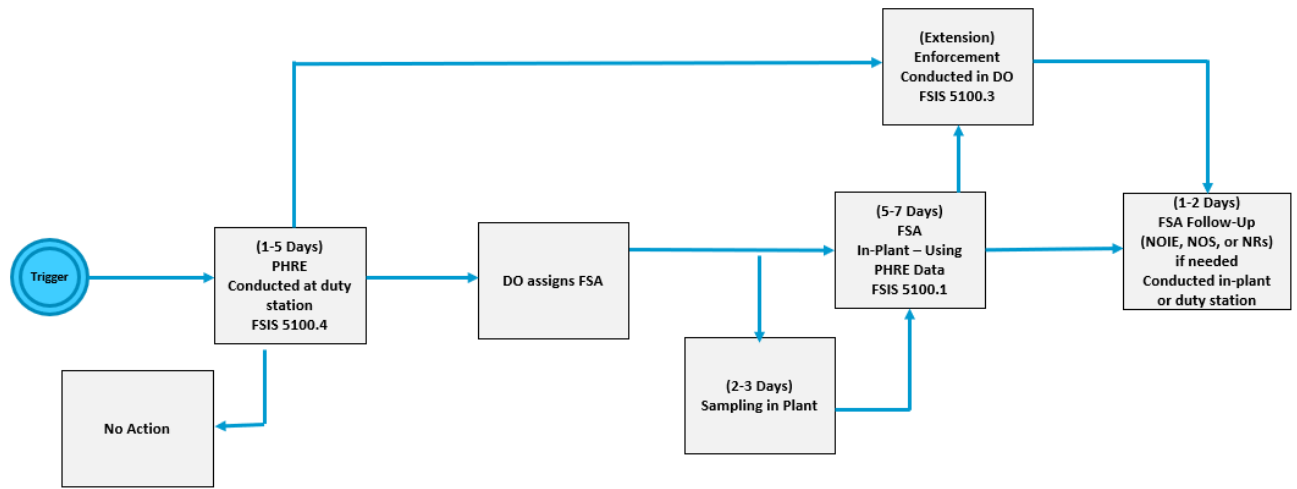 Trigger
(1-5 Days)
PHRE
Conducted at duty
station
FSIS 5100.4
No Action
DO assigns FSA
(2-3 Days)
Sampling in Plant
(5-7 Days)
FSA
In-Plant – Using
PHRE Data
FSIS 5100.1
(Extension)
Enforcement
Conducted in DO
FSIS 5100.3
(1-2 Days)
FSA Follow-Up
(NOIE, NOS, or NRs)
if needed
Conducted in-plant
or duty station